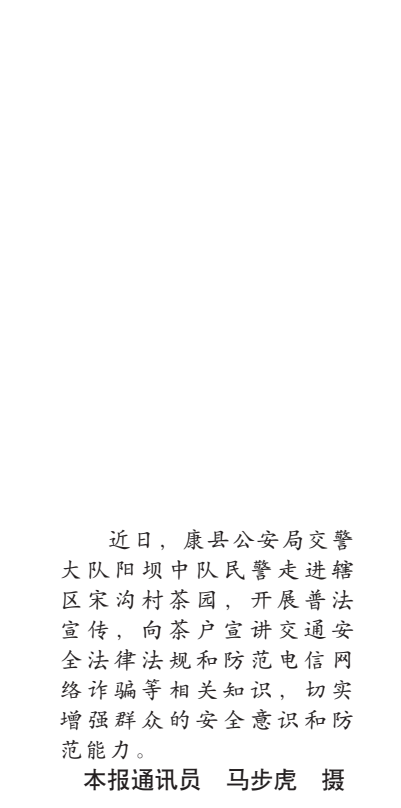 近日，康县公安局交警
大队阳坝中队民警走进辖
区宋沟村茶园，开展普法
宣传，向茶户宣讲交通安
全法律法规和防范电信网
络诈骗等相关知识，切实
增强群众的安全意识和防
范能力。
本报通讯员　马步虎　摄